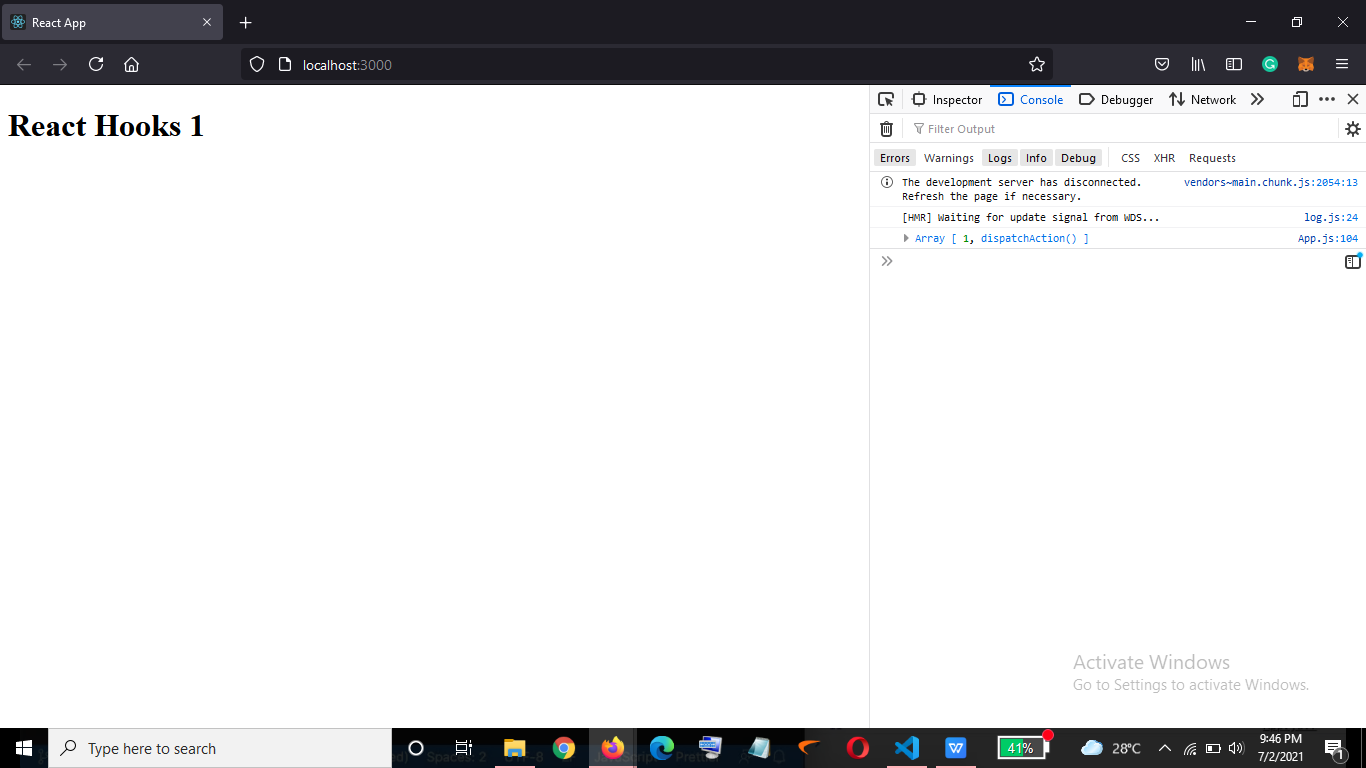 React App
localhost:3000
React Hooks 1
Inspector Console Debugger Network
Filter Output
Errors Warnings Logs Info Debug CSS XHR Requests
The development server has disconnected. vendors~main.chunk.js:2054:13
Refresh the page if necessary.
[HMR] Waiting for update signal from WDS... log.js:24
Array [ 1, dispatchAction() ] App.js:104
Activate Windows
Go to Settings to activate Windows.
Type here to search
41%
28°C
9:46 PM
7/2/2021
1